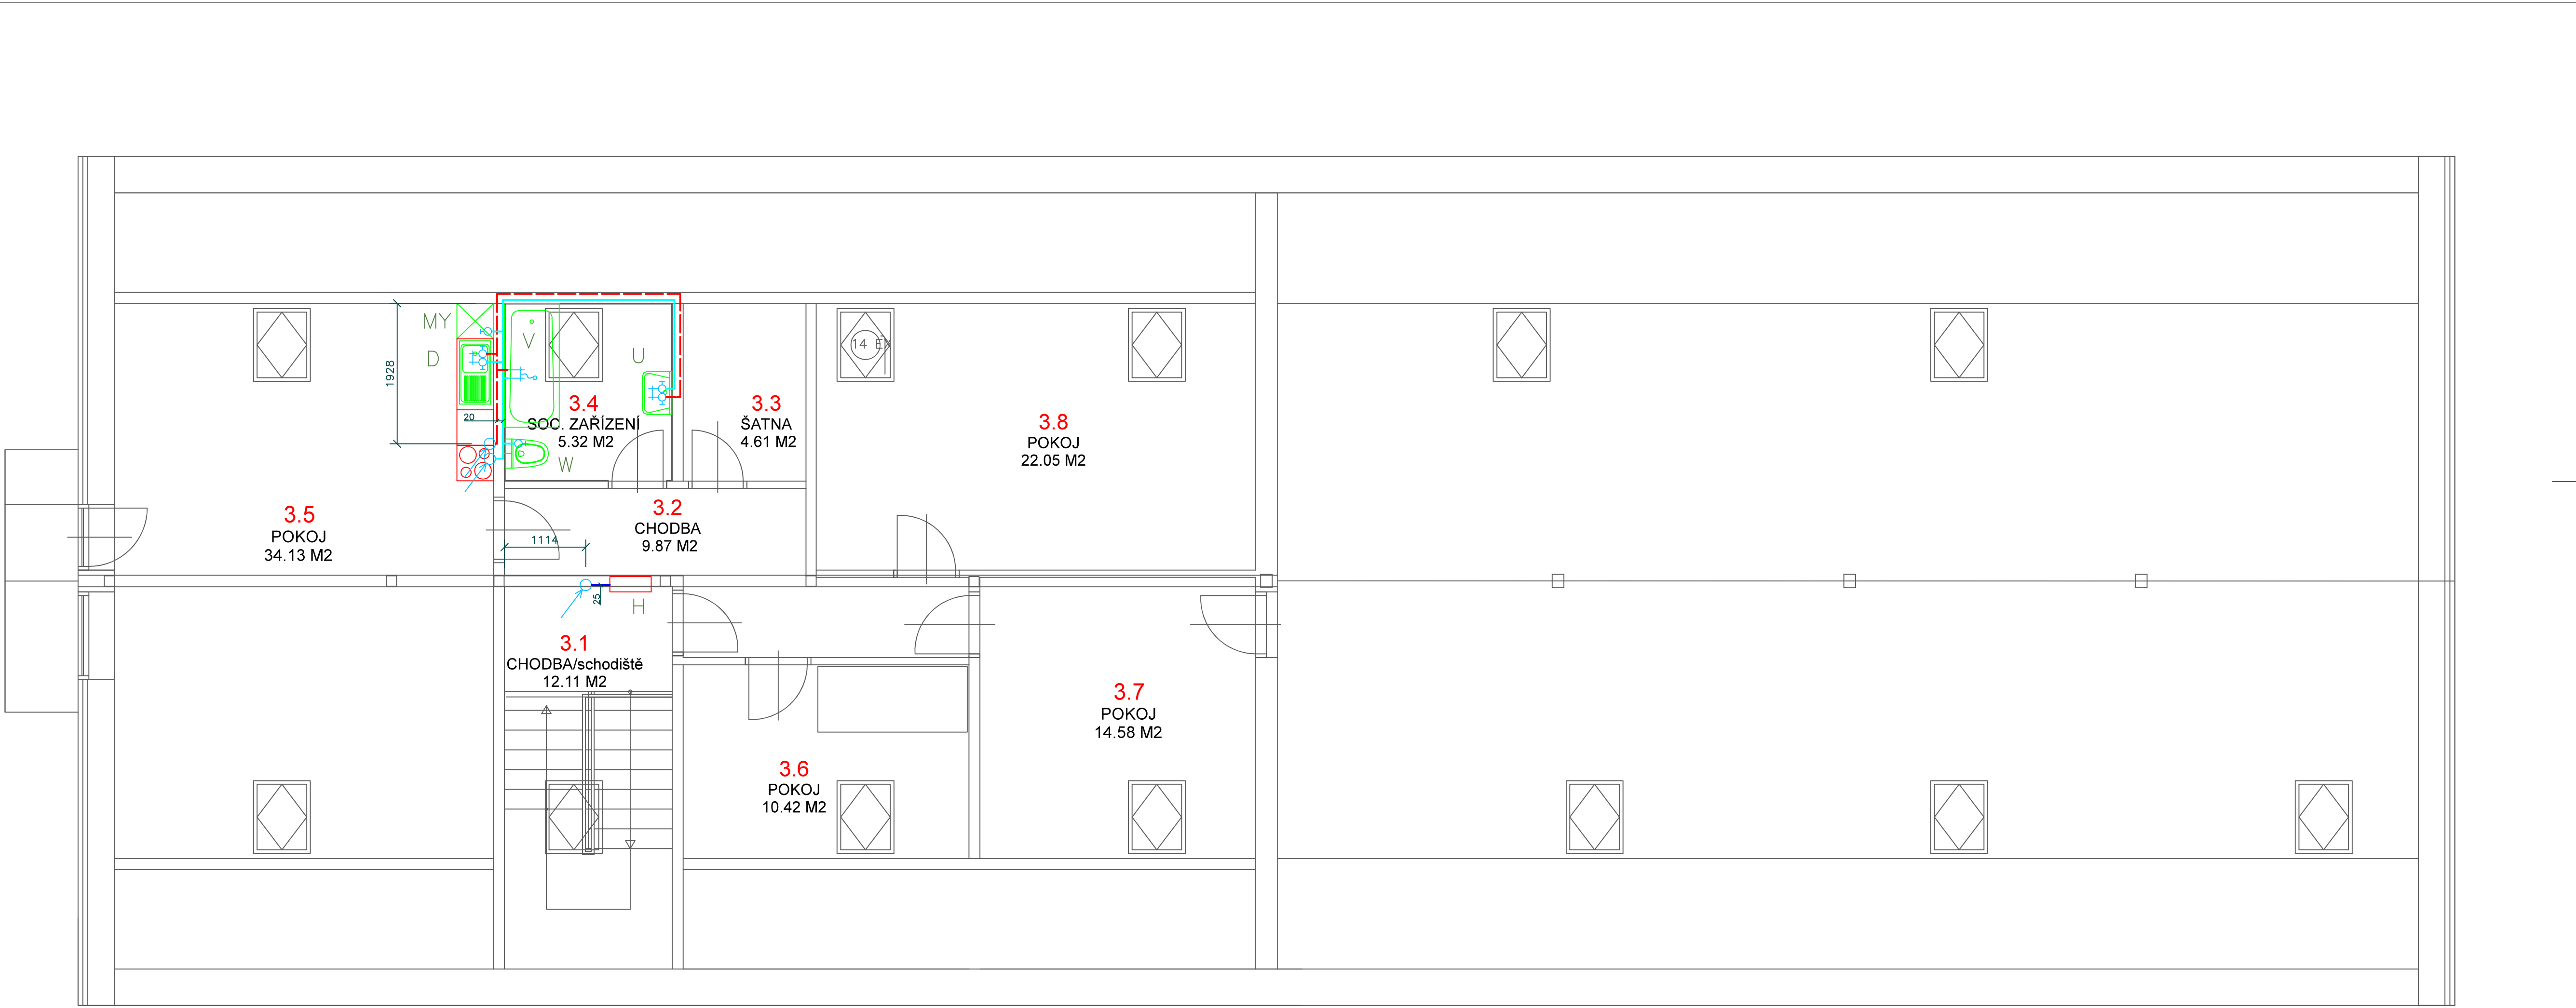 MY
D
1928
20
V
U
3.4
SOC. ZAŘÍZENÍ
5.32 M2
W
3.3
ŠATNA
4.61 M2
14 EX
3.8
POKOJ
22.05 M2
3.5
POKOJ
34.13 M2
3.2
CHODBA
9.87 M2
1114
25
H
3.1
CHODBA/schodiště
12.11 M2
3.6
POKOJ
10.42 M2
3.7
POKOJ
14.58 M2